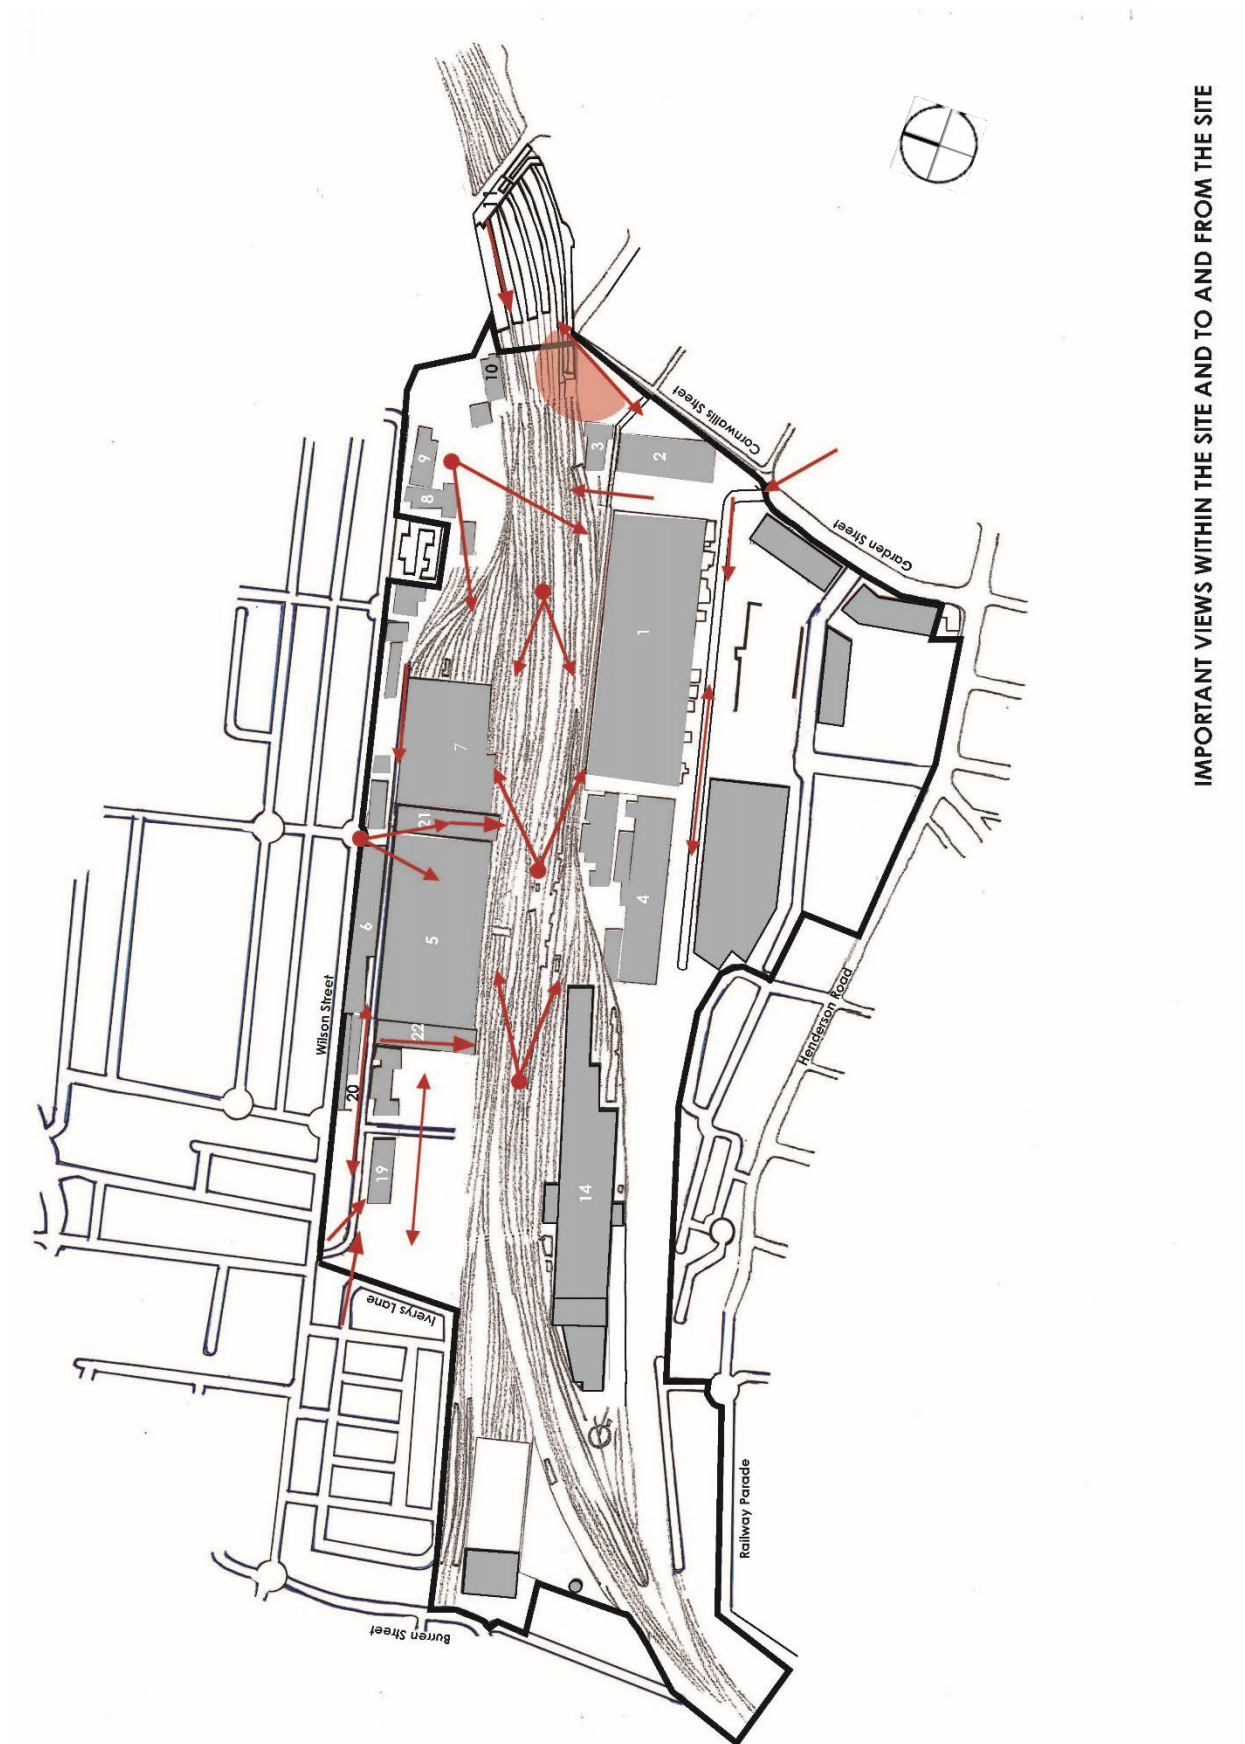 IMPORTANT VIEWS WITHIN THE SITE AND TO AND FROM THE SITE
11
10
9
8
3
2
Cornwallis Street
Garden Street
1
7
21
6
5
4
Wilson Street
22
20
19
14
Henderson Road
Iverys Lane
Railway Parade
Burren Street